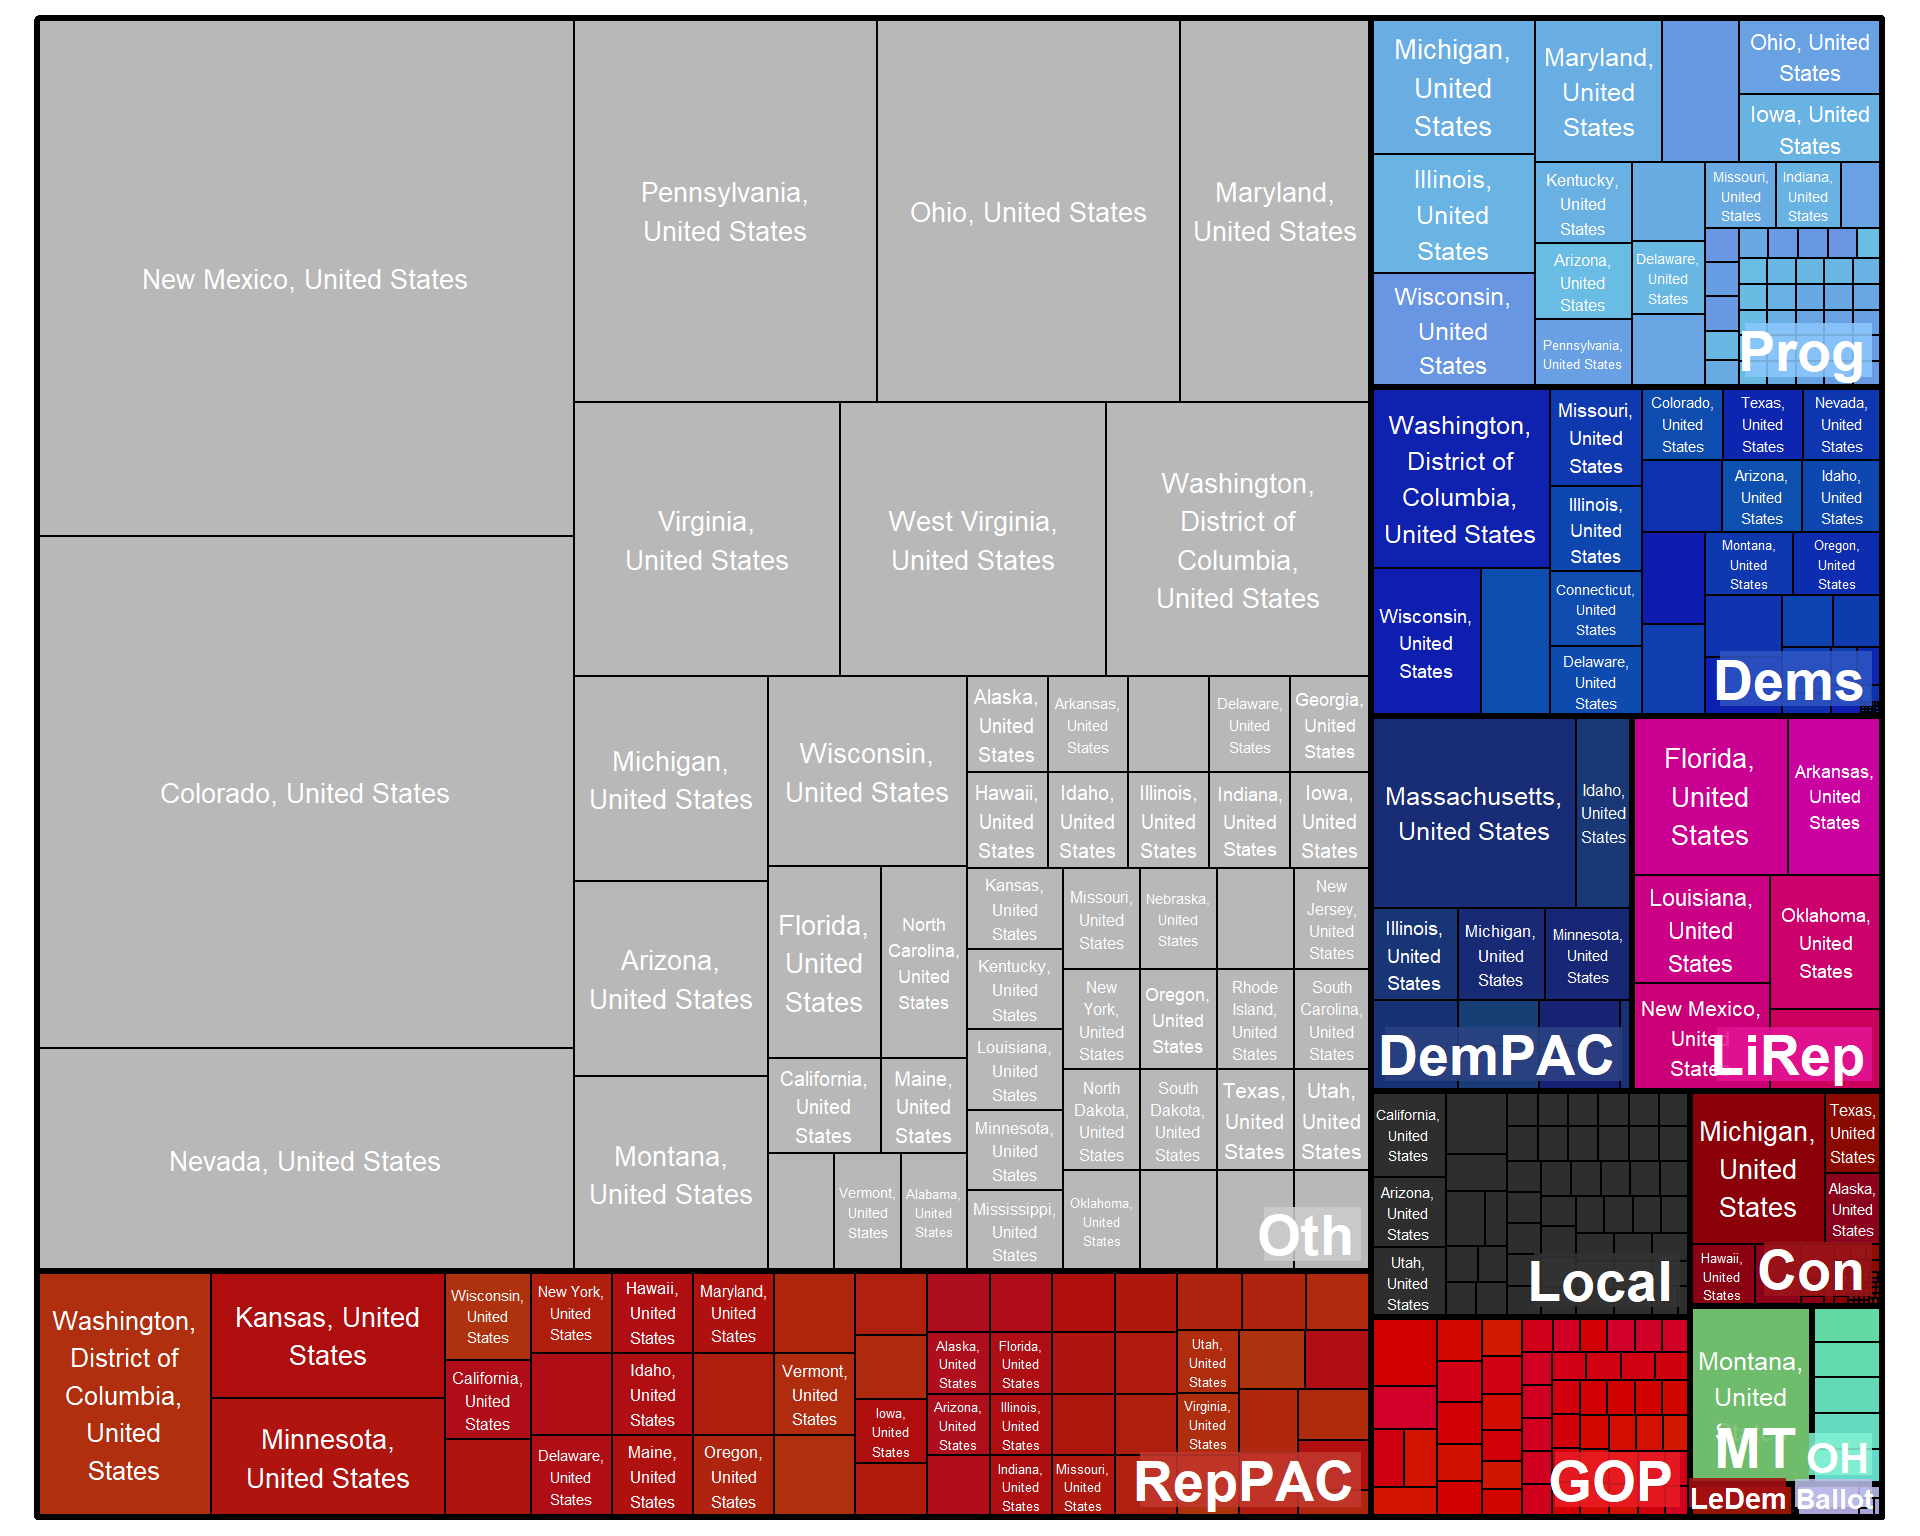 New Mexico, United States
Colorado, United States
Nevada, United States
Pennsylvania,
United States
Ohio, United States
Maryland,
United States
Virginia,
United States
West Virginia,
United States
Washington,
District of
Columbia,
United States
Michigan,
United States
Arizona,
United States
Montana,
United States
Wisconsin,
United States
Florida,
United
States
North
Carolina,
United
States
California,
United
States
Maine,
United
States
Vermont,
United
States
Alabama,
United
States
Alaska,
United
States
Arkansas,
United
States
Delaware,
United
States
Georgia,
United
States
Hawaii,
United
States
Idaho,
United
States
Illinois,
United
States
Indiana,
United
States
Iowa,
United
States
Kansas,
United
States
Kentucky,
United
States
Louisiana,
United
States
Minnesota,
United
States
Mississippi,
United
States
Missouri,
United
States
Nebraska,
United
States
New
Jersey,
United
States
New
York,
United
States
Oregon,
United
States
Rhode
Island,
United
States
South
Carolina,
United
States
North
Dakota,
United
States
South
Dakota,
United
States
Texas,
United
States
Utah,
United
States
Oklahoma,
United
States
Oth
Michigan,
United
States
Illinois,
United
States
Wisconsin,
United
States
Maryland,
United
States
Ohio, United
States
Iowa, United
States
Kentucky,
United
States
Arizona,
United
States
Pennsylvania,
United States
Delaware,
United
States
Missouri,
United
States
Indiana,
United
States
Prog
Washington,
District of
Columbia,
United States
Wisconsin,
United
States
Missouri,
United
States
Illinois,
United
States
Connecticut,
United
States
Delaware,
United
States
Colorado,
United
States
Texas,
United
States
Nevada,
United
States
Arizona,
United
States
Idaho,
United
States
Montana,
United
States
Oregon,
United
States
Dems
Massachusetts,
United States
Idaho,
United
States
Illinois,
United
States
Michigan,
United
States
Minnesota,
United
States
DemPAC
Florida,
United
States
Arkansas,
United
States
Louisiana,
United
States
Oklahoma,
United
States
New Mexico,
United
States
LiRep
California,
United
States
Arizona,
United
States
Utah,
United
States
Local
Michigan,
United
States
Texas,
United
States
Alaska,
United
States
Hawaii,
United
States
Con
Washington,
District of
Columbia,
United
States
Kansas, United
States
Minnesota,
United States
Wisconsin,
United
States
California,
United
States
New York,
United
States
Delaware,
United
States
Hawaii,
United
States
Idaho,
United
States
Maine,
United
States
Maryland,
United
States
Oregon,
United
States
Vermont,
United
States
Iowa,
United
States
Alaska,
United
States
Arizona,
United
States
Florida,
United
States
Illinois,
United
States
Indiana,
United
States
Missouri,
United
States
Utah,
United
States
Virginia,
United
States
RepPAC
GOP
Montana,
United
MT
OH
LeDem
Ballot